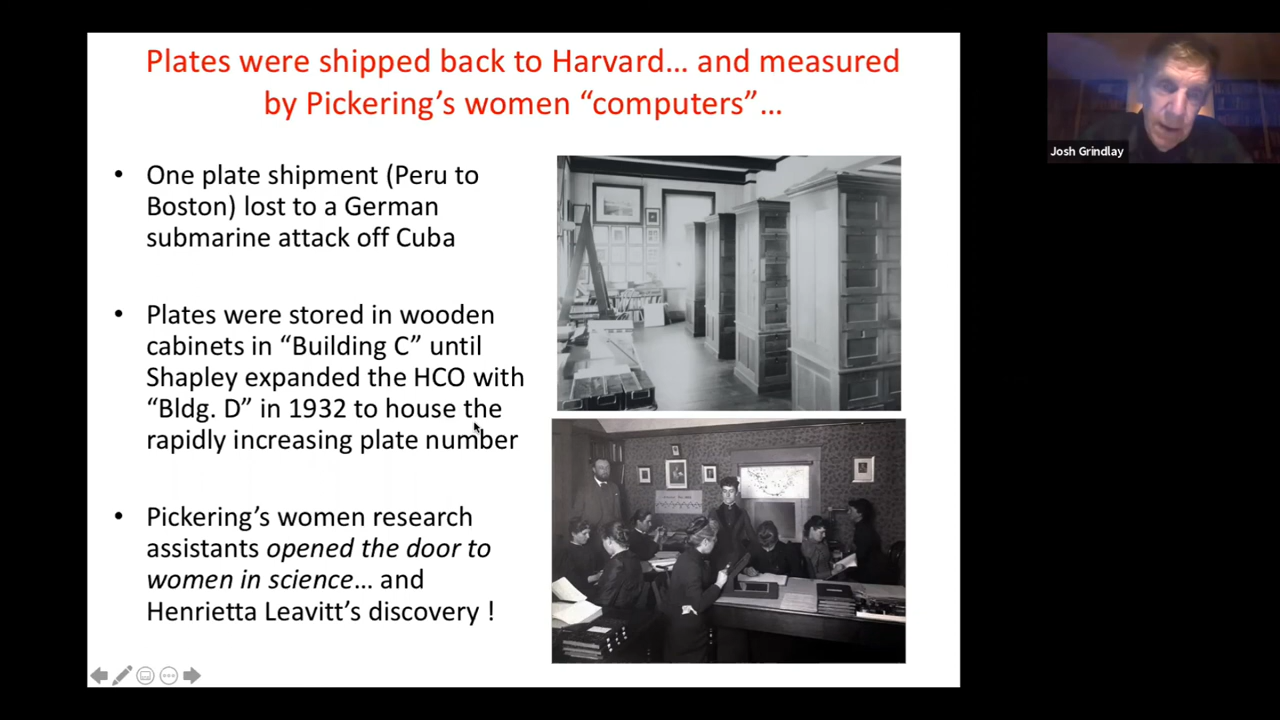 Plates were shipped back to Harvard… and measured
by Pickering’s women “computers”…
• One plate shipment (Peru to
Boston) lost to a German
submarine attack off Cuba
• Plates were stored in wooden
cabinets in “Building C” until
Shapley expanded the HCO with
“Bldg. D” in 1932 to house the
rapidly increasing plate number
• Pickering’s women research
assistants opened the door to
women in science… and
Henrietta Leavitt’s discovery !
Josh Grindlay